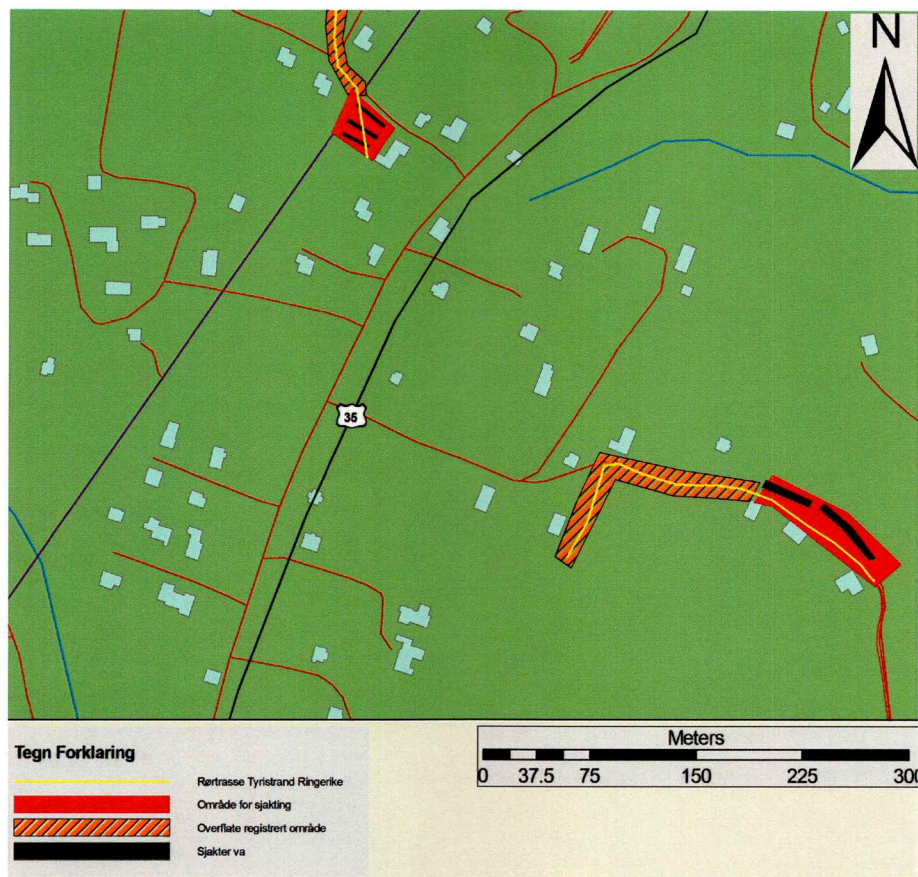 N
35
Tegn Forklaring
Rørtrasse Tyristrand Ringerike
Område for sjakting
Overflate registrert område
Sjakter va
Meters
0 37.5 75 150 225 300